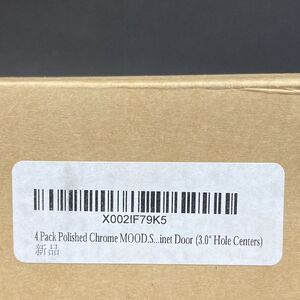 X002IF79K5
4 Pack Polished Chrome MOOD.S...inet Door (3.0" Hole Centers)
新品